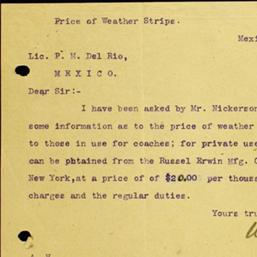 Price of Weather Strips.
Mexi
Lic. P. M. Del Rio,
M E X I C O.
Dear Sir:-
I have been asked by Mr. Nickerson
some information as to the price of weather
to those in use for coaches; for private use
can be pbtained from the Russel Erwin Mfg. C
New York,at a price of of $20.00 per thous
charges and the regular duties.
Yours tru